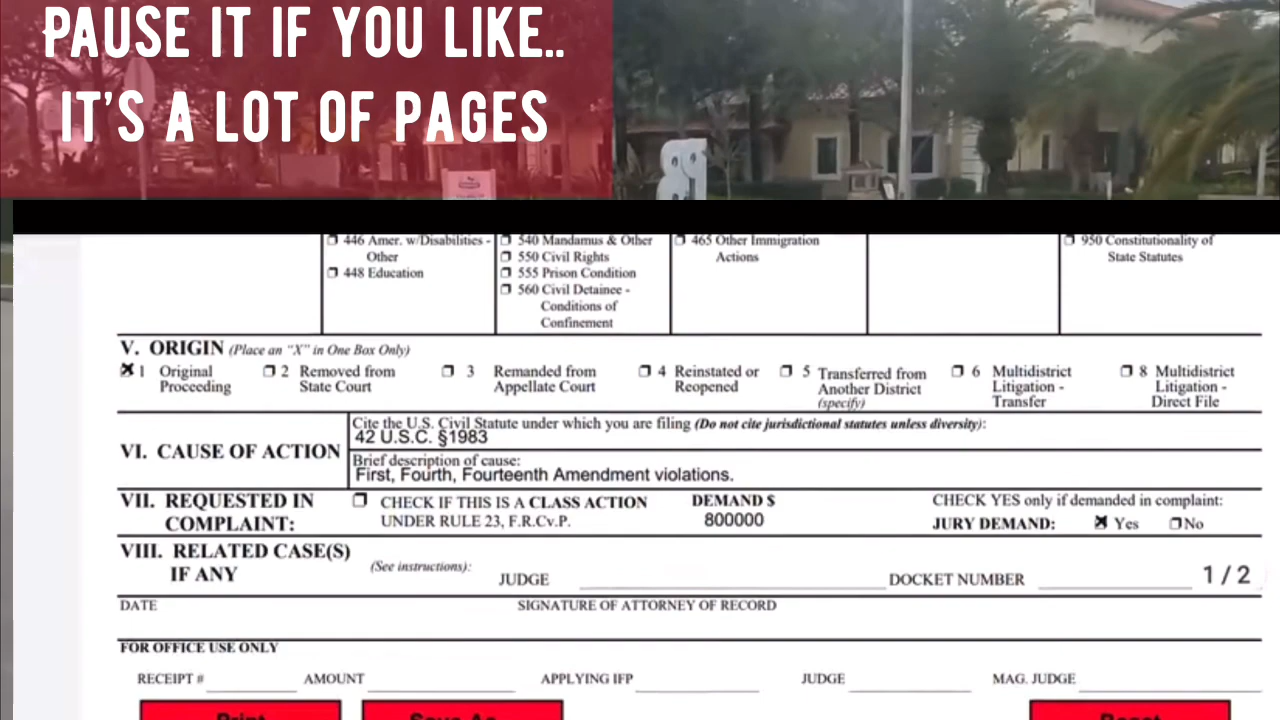 PAUSE IT IF YOU LIKE..
IT'S A LOT OF PAGES
446 Amer. w/Disabilities - Other
448 Education
540 Mandamus & Other
550 Civil Rights
555 Prison Condition
560 Civil Detainee - Conditions of Confinement
465 Other Immigration Actions
950 Constitutionality of State Statutes
V. ORIGIN (Place an "X" in One Box Only)
1 Original Proceeding
2 Removed from State Court
3 Remanded from Appellate Court
4 Reinstated or Reopened
5 Transferred from Another District (specify)
6 Multidistrict Litigation - Transfer
8 Multidistrict Litigation - Direct File
VI. CAUSE OF ACTION
Cite the U.S. Civil Statute under which you are filing (Do not cite jurisdictional statutes unless diversity):
42 U.S.C. §1983
Brief description of cause:
First, Fourth, Fourteenth Amendment violations.
VII. REQUESTED IN COMPLAINT:
CHECK IF THIS IS A CLASS ACTION
UNDER RULE 23, F.R.Cv.P.
DEMAND $
800000
CHECK YES only if demanded in complaint:
JURY DEMAND: X Yes No
VIII. RELATED CASE(S) IF ANY
(See instructions):
JUDGE
DOCKET NUMBER
1 / 2
DATE
SIGNATURE OF ATTORNEY OF RECORD
FOR OFFICE USE ONLY
RECEIPT # AMOUNT APPLYING IFP JUDGE MAG. JUDGE
Print
Save As...
Reset